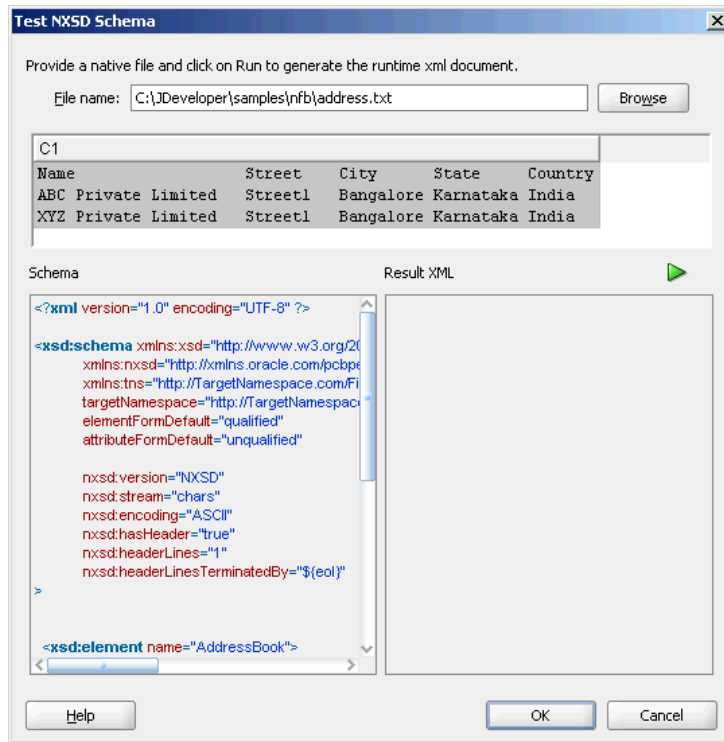 Test NXSD Schema
Provide a native file and click on Run to generate the runtime xml document.
File name: C:\JDeveloper\samples\nfb\address.txt Browse
C1
Name Street City State Country
ABC Private Limited Street1 Bangalore Karnataka India
XYZ Private Limited Street1 Bangalore Karnataka India
Schema Result XML
<?xml version="1.0" encoding="UTF-8" ?>
<xsd:schema xmlns:xsd="http://www.w3.org/20
xmlns:nxsd="http://xmlns.oracle.com/pcbpe
xmlns:tns="http://TargetNamespace.com/Fi
targetNamespace="http://TargetNamespac
elementFormDefault="qualified"
attributeFormDefault="unqualified"
nxsd:version="NXSD"
nxsd:stream="chars"
nxsd:encoding="ASCII"
nxsd:hasHeader="true"
nxsd:headerLines="1"
nxsd:headerLinesTerminatedBy="${eol}"
>
<xsd:element name="AddressBook">
Help OK Cancel